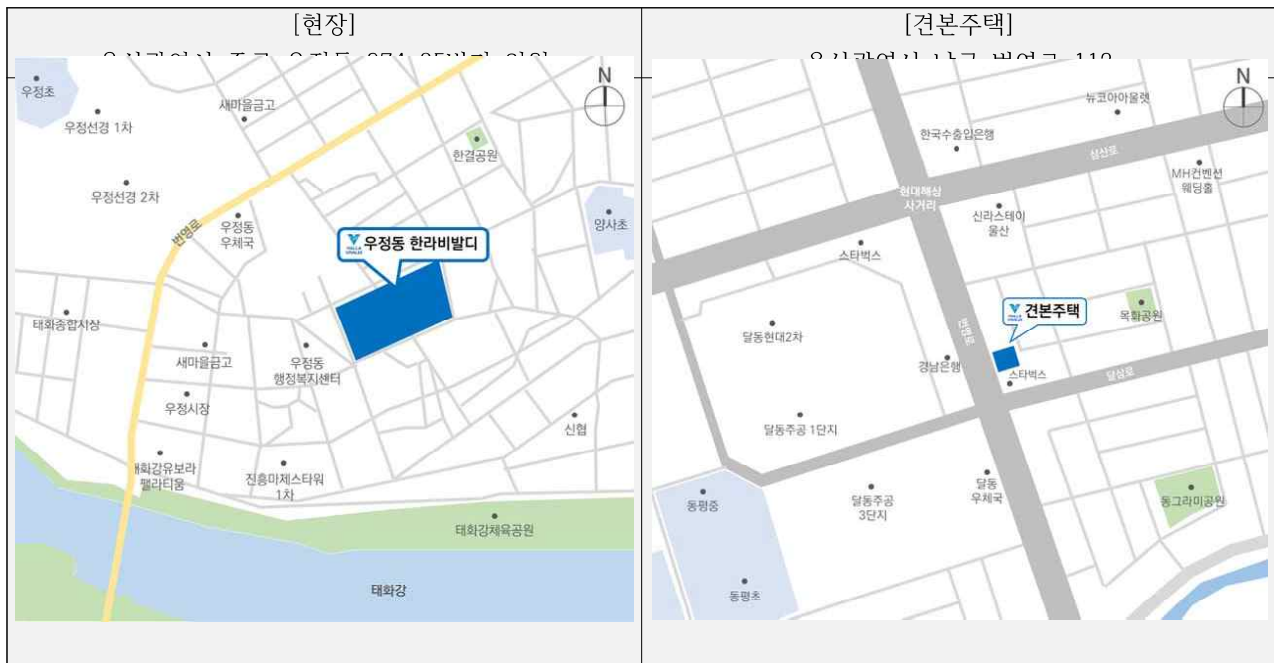 [현장]
N
우정초
우정선경 1차
새마을금고
한결공원
우정선경 2차
번영로
우정동
우체국
양사초
HALLA
VIVALDI
우정동 한라비발디
태화종합시장
새마을금고
우정동
행정복지센터
우정시장
신협
태화강유보라
팰라티움
진흥마제스타워
1차
태화강체육공원
태화강
[견본주택]
N
뉴코아아울렛
한국수출입은행
삼산로
MH컨벤션
웨딩홀
현대해상
사거리
신라스테이
울산
스타벅스
HALLA
VIVALDI
견본주택
목화공원
달동현대2차
번영로
경남은행
스타벅스
달삼로
달동주공 1단지
달동
우체국
동평중
달동주공
3단지
동그라미공원
동평초